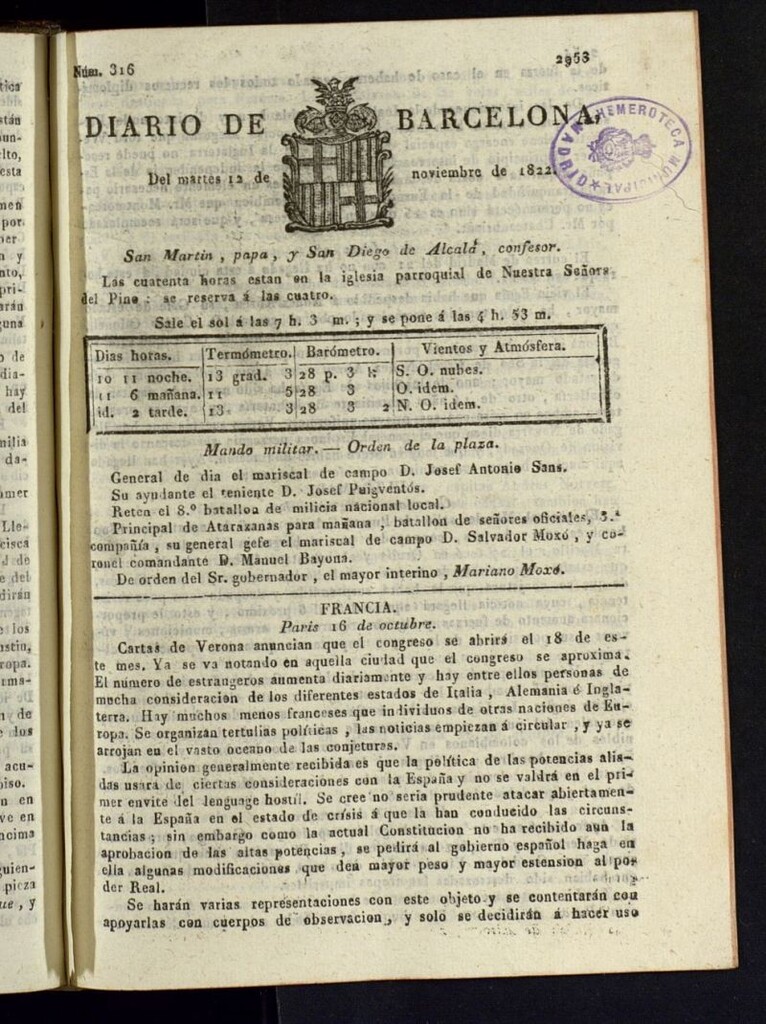 Núm. 316
2953
DIARIO DE BARCELONA,
Del martes 12 de noviembre de 1822.
HEMEROTECA MUNICIPAL ★ MADRID
San Martin, papa, y San Diego de Alcalá, confesor.
Las cuarenta horas estan en la iglesia parroquial de Nuestra Señora
del Pino: se reserva á las cuatro.
Sale el sol á las 7 h. 3 m.; y se pone á las 4 h. 53 m.
Dias horas. Termómetro. Barómetro. Vientos y Atmósfera.
10 11 noche. 13 grad. 3 28 p. 3 S. O. nubes.
11 6 mañana. 11 5 28 3 O. idem.
id. 2 tarde. 13 3 28 3 2 N. O. idem.
Mando militar. — Orden de la plaza.
General de dia el mariscal de campo D. Josef Antonio Sans.
Su ayudante el teniente D. Josef Puigventós.
Reten el 8.º batallon de milicia nacional local.
Principal de Atarazanas para mañana, batallon de señores oficiales, 3.ª
compañía, su general gefe el mariscal de campo D. Salvador Moxó, y co-
ronel comandante D. Manuel Bayona.
De orden del Sr. gobernador, el mayor interino, Mariano Moxó.
FRANCIA.
Paris 16 de octubre.
Cartas de Verona anuncian que el congreso se abrirá el 18 de es-
te mes. Ya se va notando en aquella ciudad que el congreso se aproxima.
El número de estrangeros aumenta diariamente y hay entre ellos personas de
mucha consideracion de los diferentes estados de Italia, Alemania é Ingla-
terra. Hay muchos menos franceses que individuos de otras naciones de Eu-
ropa. Se organizan tertulias políticas, las noticias empiezan á circular, y ya se
arrojan en el vasto oceano de las conjeturas.
La opinion generalmente recibida es que la política de las potencias alia-
das usará de ciertas consideraciones con la España y no se valdrá en el pri-
mer envite del lenguage hostil. Se cree no seria prudente atacar abiertamen-
te á la España en el estado de crisis á que la han conducido las circuns-
tancias; sin embargo como la actual Constitucion no ha recibido aun la
aprobacion de las altas potencias, se pedirá al gobierno español haga en
ella algunas modificaciones que den mayor peso y mayor estension al po-
der Real.
Se harán varias representaciones con este objeto y se contentarán con
apoyarlas con cuerpos de observacion, y solo se decidirán á hacer uso